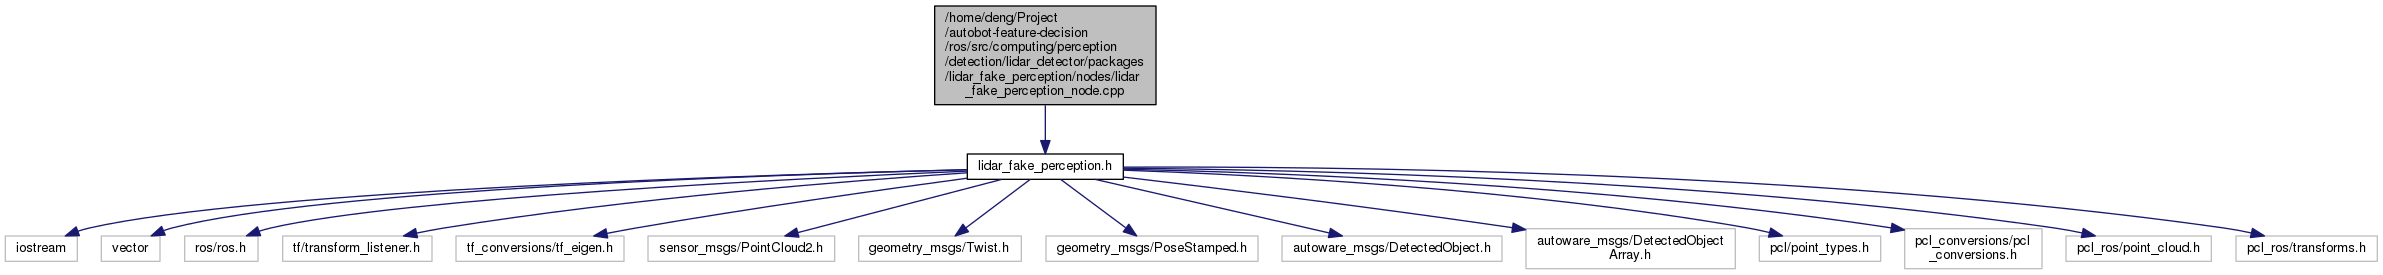 /home/deng/Project
/autobot-feature-decision
/ros/src/computing/perception
/detection/lidar_detector/packages
/lidar_fake_perception/nodes/lidar
_fake_perception_node.cpp
lidar_fake_perception.h
iostream
vector
ros/ros.h
tf/transform_listener.h
tf_conversions/tf_eigen.h
sensor_msgs/PointCloud2.h
geometry_msgs/Twist.h
geometry_msgs/PoseStamped.h
autoware_msgs/DetectedObject.h
autoware_msgs/DetectedObject
Array.h
pcl/point_types.h
pcl_conversions/pcl
_conversions.h
pcl_ros/point_cloud.h
pcl_ros/transforms.h